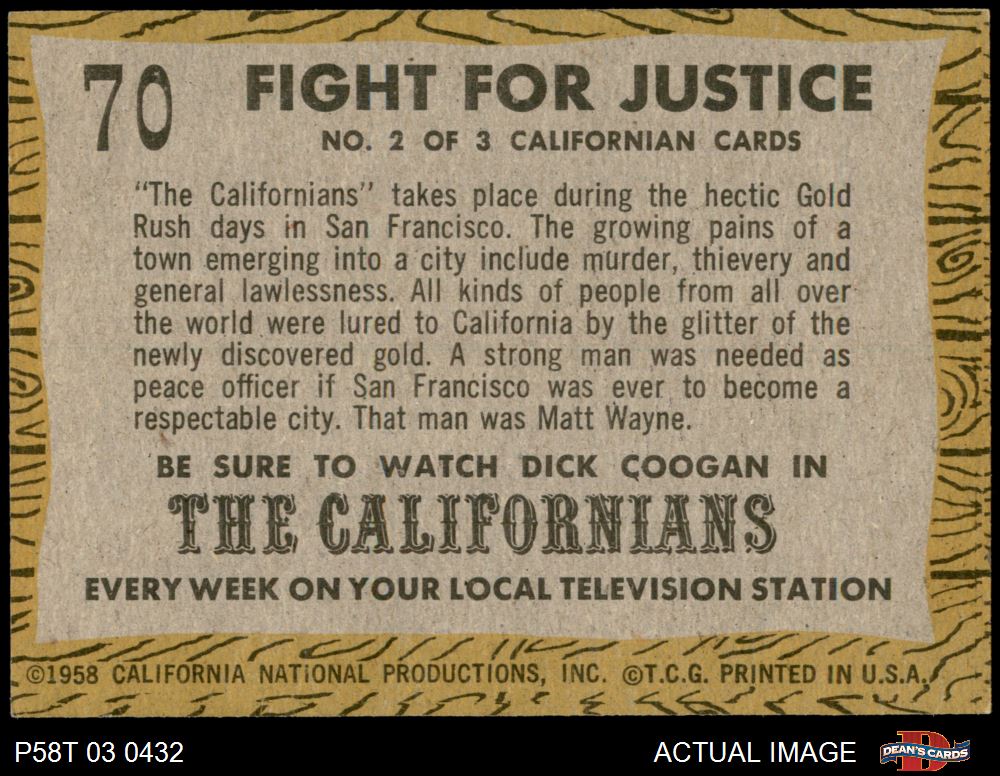 70
FIGHT FOR JUSTICE
NO. 2 OF 3 CALIFORNIAN CARDS
"The Californians" takes place during the hectic Gold
Rush days in San Francisco. The growing pains of a
town emerging into a city include murder, thievery and
general lawlessness. All kinds of people from all over
the world were lured to California by the glitter of the
newly discovered gold. A strong man was needed as
peace officer if San Francisco was ever to become a
respectable city. That man was Matt Wayne.
BE SURE TO WATCH DICK COOGAN IN
THE CALIFORNIANS
EVERY WEEK ON YOUR LOCAL TELEVISION STATION
©1958 CALIFORNIA NATIONAL PRODUCTIONS, INC. ©T.C.G. PRINTED IN U.S.A.
P58T 03 0432
ACTUAL IMAGE
D
DEAN'S CARDS